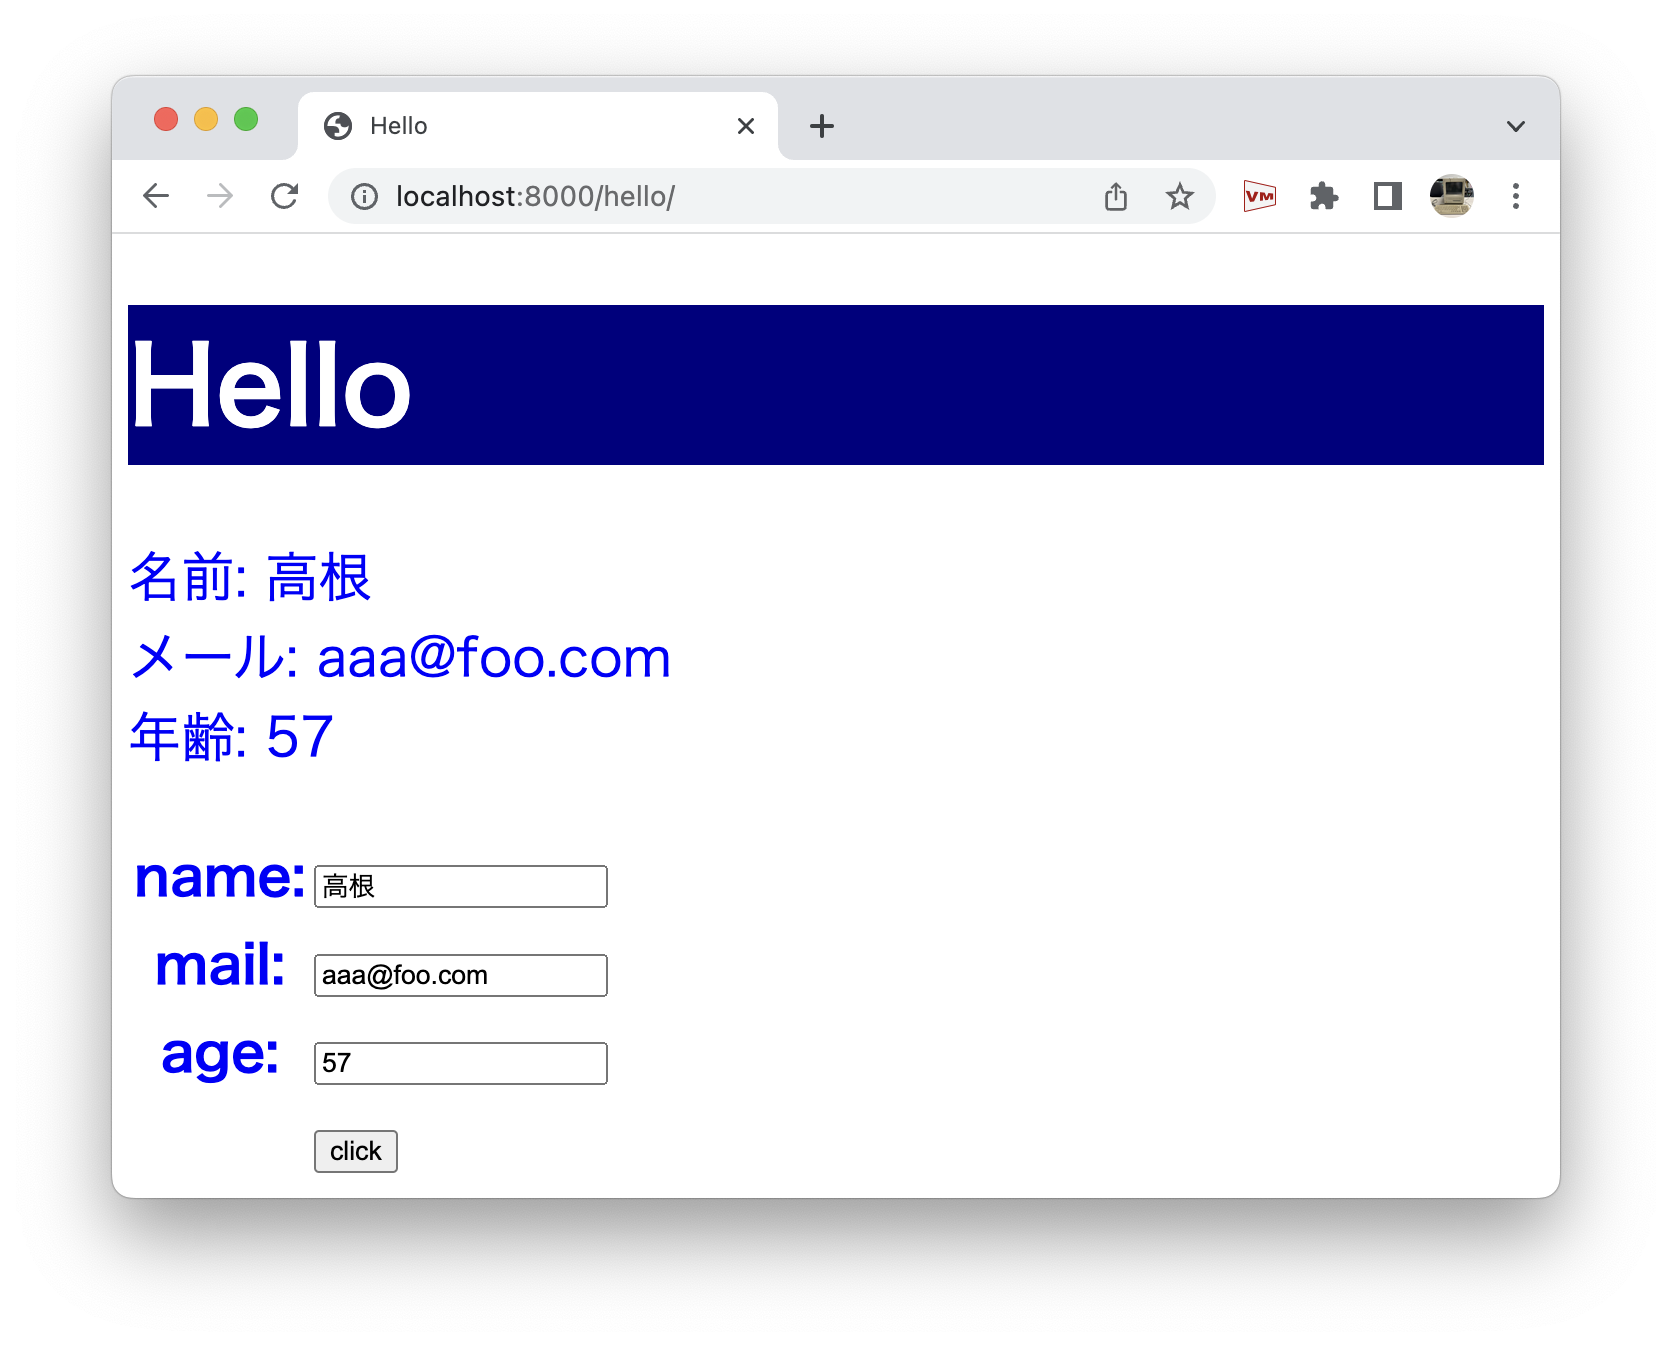 Hello
localhost:8000/hello/
VM
Hello
名前: 高根
メール: aaa@foo.com
年齢: 57
name: 高根
mail: aaa@foo.com
age: 57
click